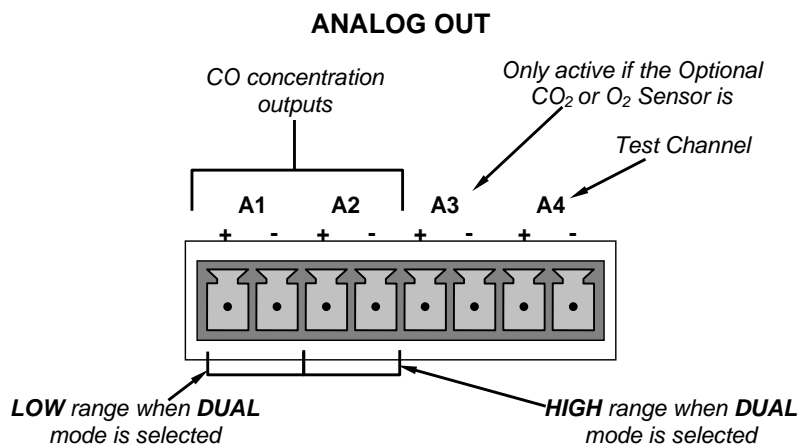 ANALOG OUT
CO concentration
outputs
Only active if the Optional
CO₂ or O₂ Sensor is
Test Channel
A1 A2 A3 A4
+ - + - + - + -
LOW range when DUAL
mode is selected
HIGH range when DUAL
mode is selected